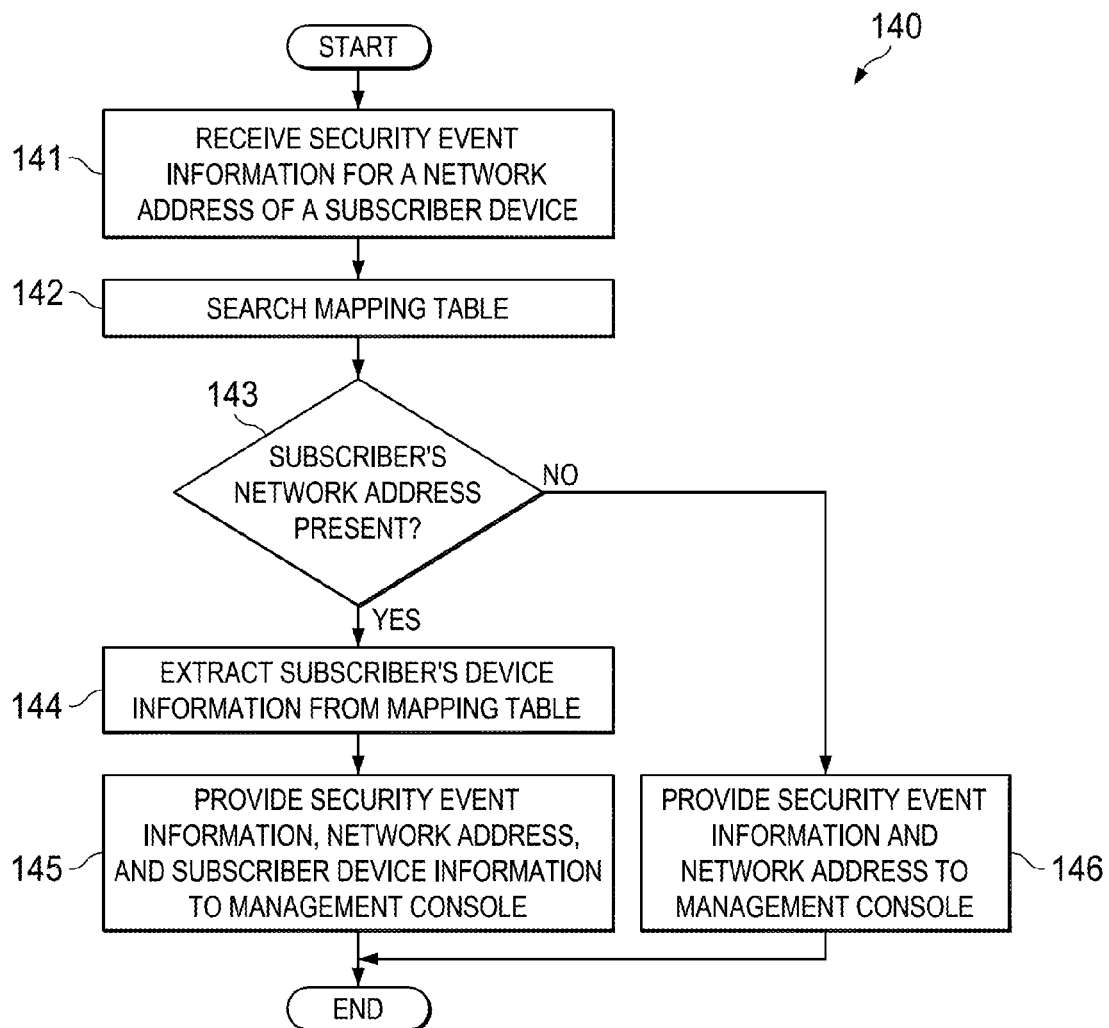 START
140
141
RECEIVE SECURITY EVENT
INFORMATION FOR A NETWORK
ADDRESS OF A SUBSCRIBER DEVICE
142
SEARCH MAPPING TABLE
143
SUBSCRIBER'S
NETWORK ADDRESS
PRESENT?
NO
YES
144
EXTRACT SUBSCRIBER'S DEVICE
INFORMATION FROM MAPPING TABLE
145
PROVIDE SECURITY EVENT
INFORMATION, NETWORK ADDRESS,
AND SUBSCRIBER DEVICE INFORMATION
TO MANAGEMENT CONSOLE
PROVIDE SECURITY EVENT
INFORMATION AND
NETWORK ADDRESS TO
MANAGEMENT CONSOLE
146
END